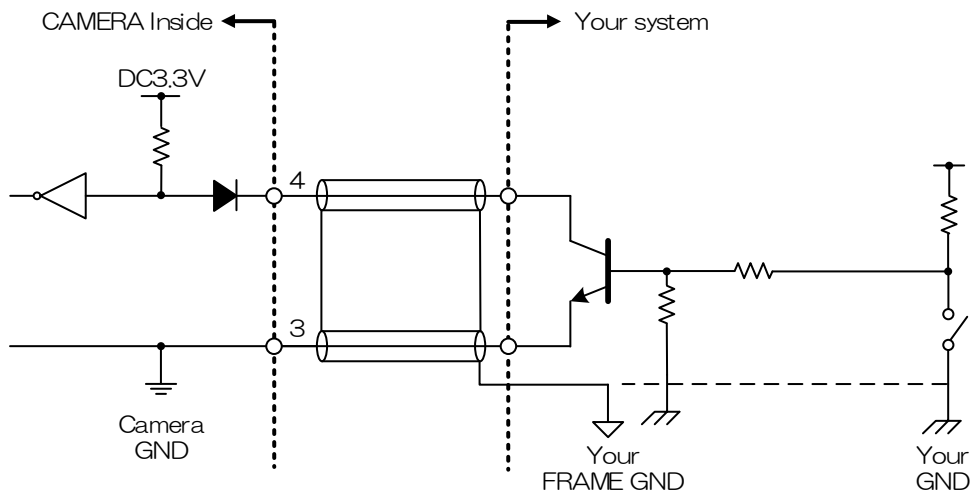 CAMERA Inside
Your system
DC3.3V
4
3
Camera
GND
Your
FRAME GND
Your
GND